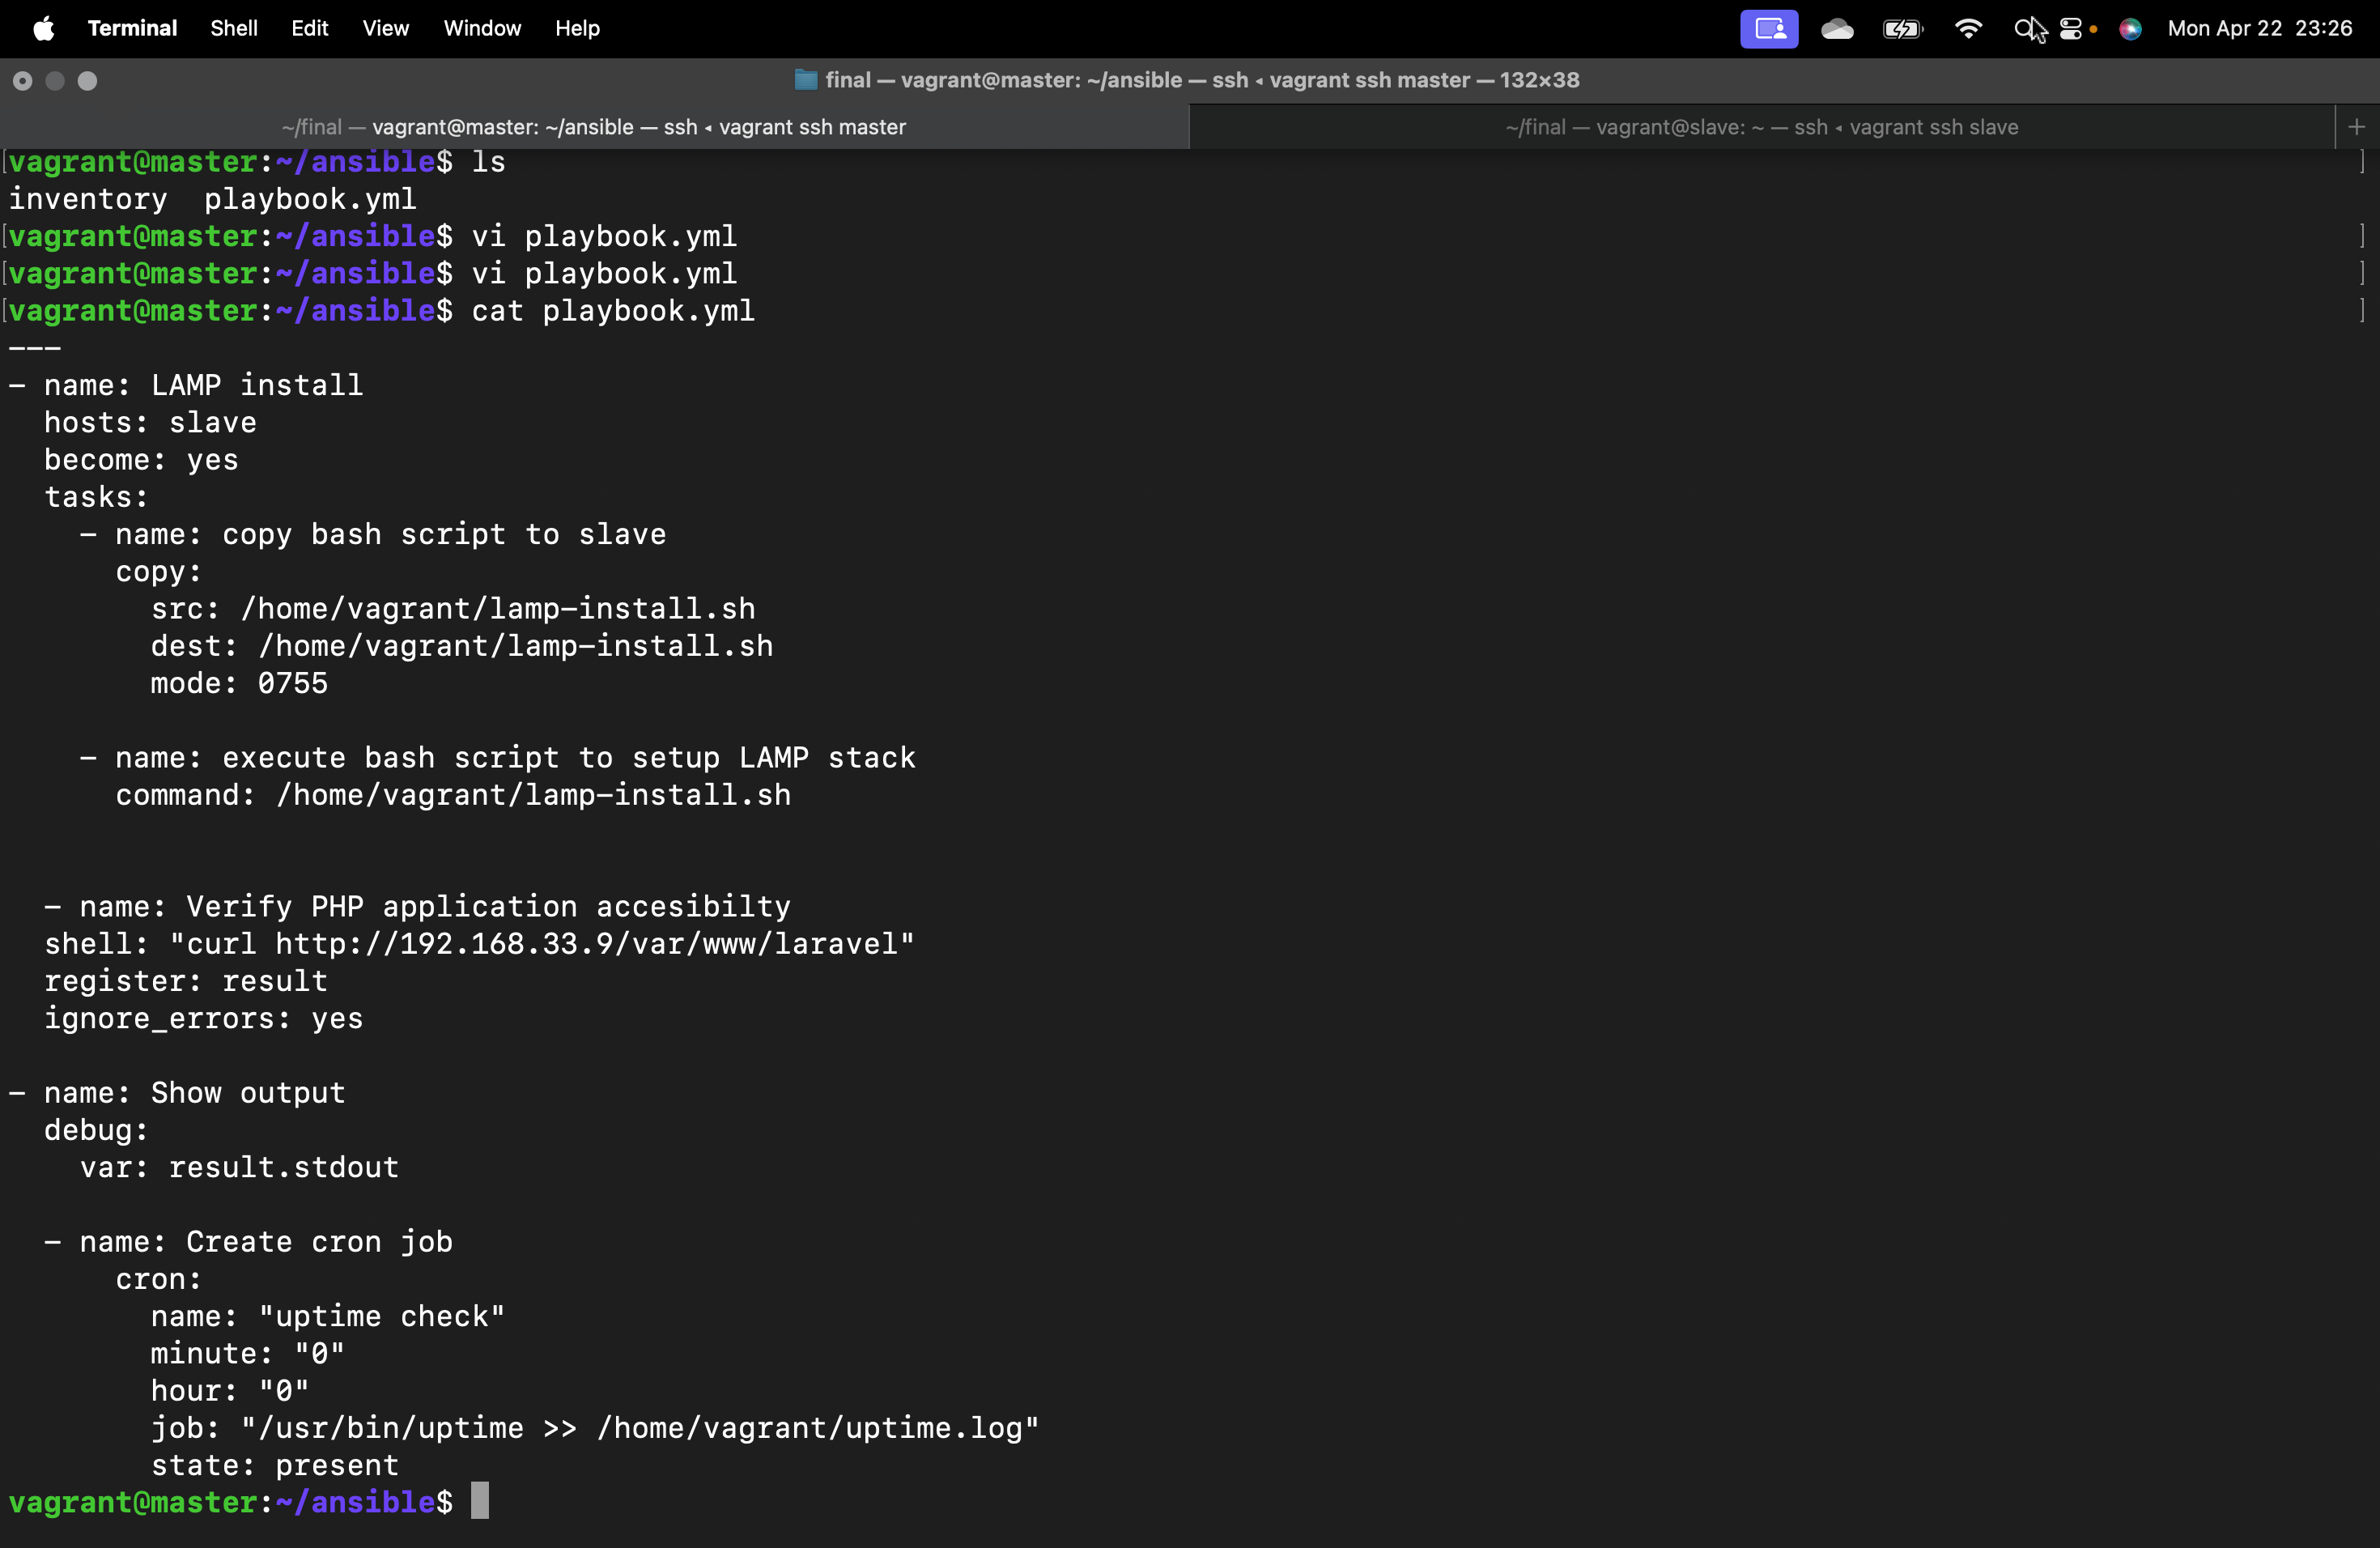 Terminal Shell Edit View Window Help Mon Apr 22 23:26
final — vagrant@master: ~/ansible — ssh ◂ vagrant ssh master — 132×38
~/final — vagrant@master: ~/ansible — ssh ◂ vagrant ssh master ~/final — vagrant@slave: ~ — ssh ◂ vagrant ssh slave +
[vagrant@master:~/ansible$ ls ]
inventory  playbook.yml
[vagrant@master:~/ansible$ vi playbook.yml ]
[vagrant@master:~/ansible$ vi playbook.yml ]
[vagrant@master:~/ansible$ cat playbook.yml ]
---
- name: LAMP install
  hosts: slave
  become: yes
  tasks:
    - name: copy bash script to slave
      copy:
        src: /home/vagrant/lamp-install.sh
        dest: /home/vagrant/lamp-install.sh
        mode: 0755
    - name: execute bash script to setup LAMP stack
      command: /home/vagrant/lamp-install.sh
  - name: Verify PHP application accesibilty
  shell: "curl http://192.168.33.9/var/www/laravel"
  register: result
  ignore_errors: yes
- name: Show output
  debug:
    var: result.stdout
  - name: Create cron job
      cron:
        name: "uptime check"
        minute: "0"
        hour: "0"
        job: "/usr/bin/uptime >> /home/vagrant/uptime.log"
        state: present
vagrant@master:~/ansible$